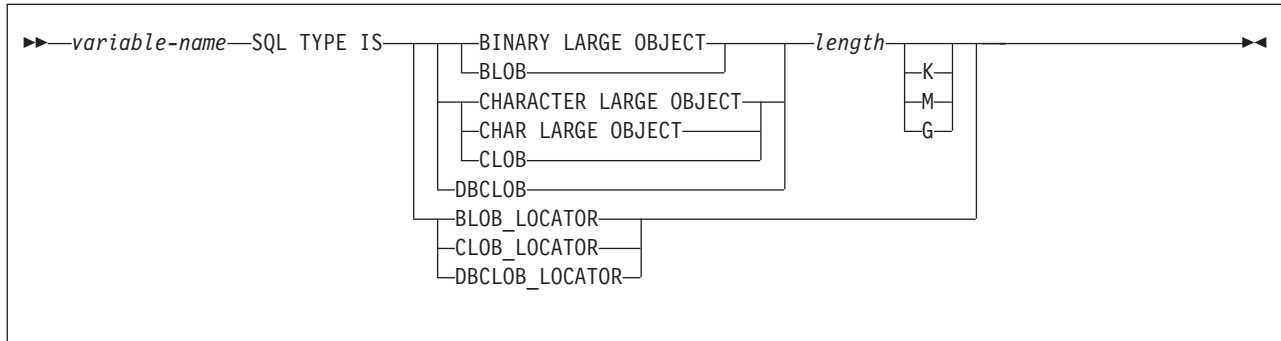 variable-name SQL TYPE IS BINARY LARGE OBJECT length
BLOB K
CHARACTER LARGE OBJECT M
CHAR LARGE OBJECT G
CLOB
DBCLOB
BLOB_LOCATOR
CLOB_LOCATOR
DBCLOB_LOCATOR